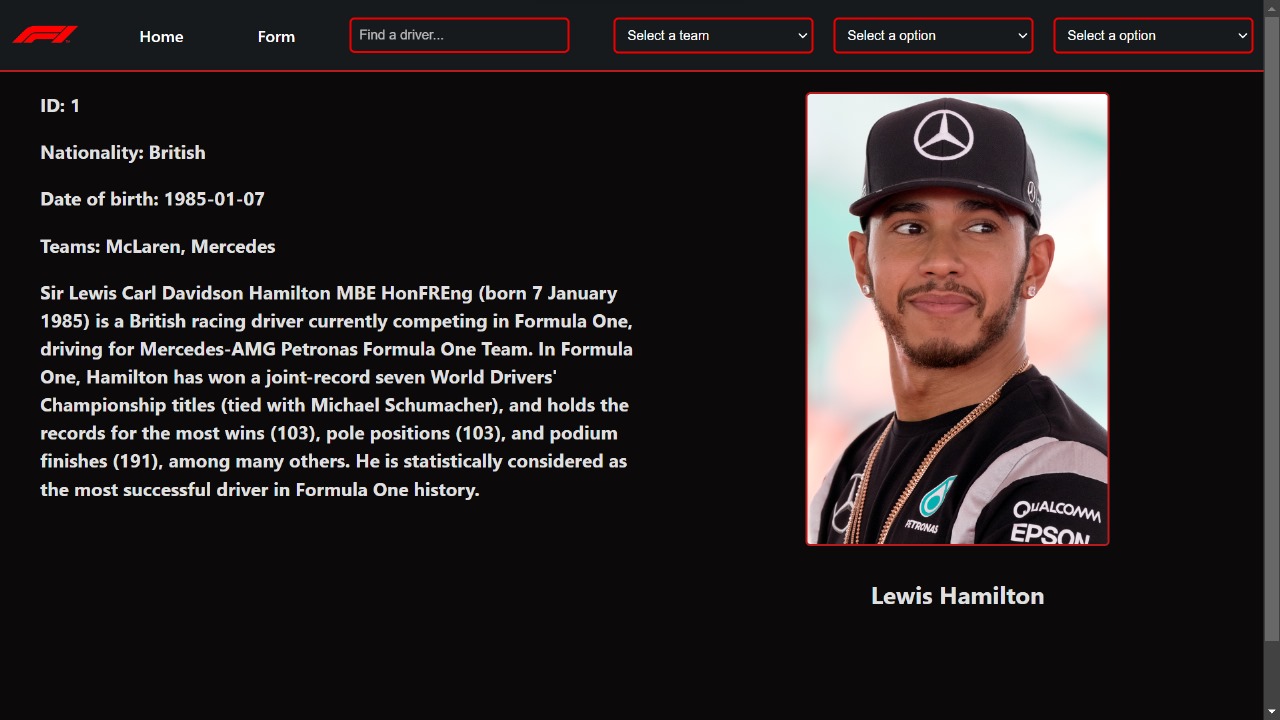 F1
Home
Form
Find a driver...
Select a team
Select a option
Select a option
ID: 1
Nationality: British
Date of birth: 1985-01-07
Teams: McLaren, Mercedes
Sir Lewis Carl Davidson Hamilton MBE HonFREng (born 7 January
1985) is a British racing driver currently competing in Formula One,
driving for Mercedes-AMG Petronas Formula One Team. In Formula
One, Hamilton has won a joint-record seven World Drivers'
Championship titles (tied with Michael Schumacher), and holds the
records for the most wins (103), pole positions (103), and podium
finishes (191), among many others. He is statistically considered as
the most successful driver in Formula One history.
PETRONAS
QUALCOMM
EPSON
Lewis Hamilton